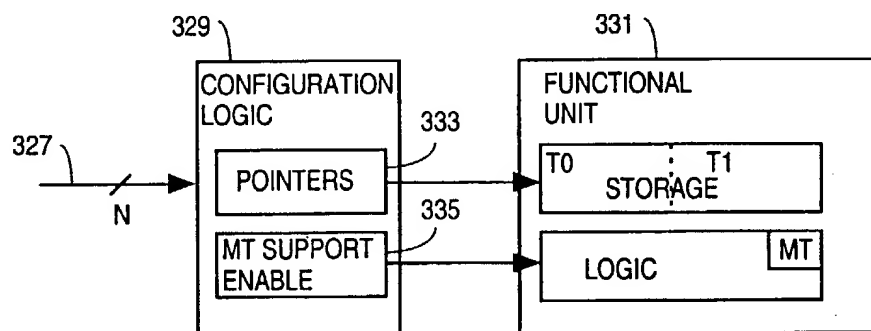 329
331
CONFIGURATION
LOGIC
FUNCTIONAL
UNIT
327
333
N
POINTERS
T0
T1
STORAGE
335
MT SUPPORT
ENABLE
LOGIC
MT